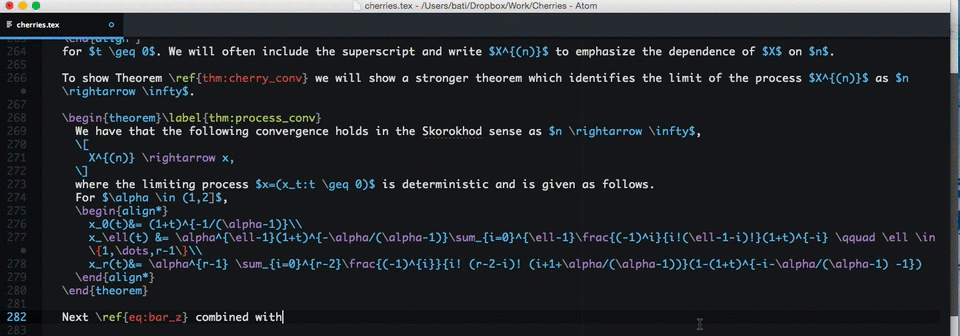 cherries.tex - /Users/bati/Dropbox/Work/Cherries - Atom
cherries.tex
263 \end{align*}
264 for $t \geq 0$. We will often include the superscript and write $X^{(n)}$ to emphasize the dependence of $X$ on $n$.
265
266 To show Theorem \ref{thm:cherry_conv} we will show a stronger theorem which identifies the limit of the process $X^{(n)}$ as $n
\rightarrow \infty$.
267
268 \begin{theorem}\label{thm:process_conv}
269 We have that the following convergence holds in the Skorokhod sense as $n \rightarrow \infty$,
270 \[
271 X^{(n)} \rightarrow x,
272 \]
273 where the limiting process $x=(x_t:t \geq 0)$ is deterministic and is given as follows.
274 For $\alpha \in (1,2]$,
275 \begin{align*}
276 x_0(t)&= (1+t)^{-1/(\alpha-1)}\\
277 x_\ell(t) &= \alpha^{\ell-1}(1+t)^{-\alpha/(\alpha-1)}\sum_{i=0}^{\ell-1}\frac{(-1)^i}{i!(\ell-1-i)!}(1+t)^{-i} \qquad \ell \in
\{1,\dots,r-1\}\\
278 x_r(t)&= \alpha^{r-1} \sum_{i=0}^{r-2}\frac{(-1)^{i}}{i! (r-2-i)! (i+1+\alpha/(\alpha-1))}(1-(1+t)^{-i-\alpha/(\alpha-1) -1})
279 \end{align*}
280 \end{theorem}
281
282 Next \ref{eq:bar_z} combined with
283